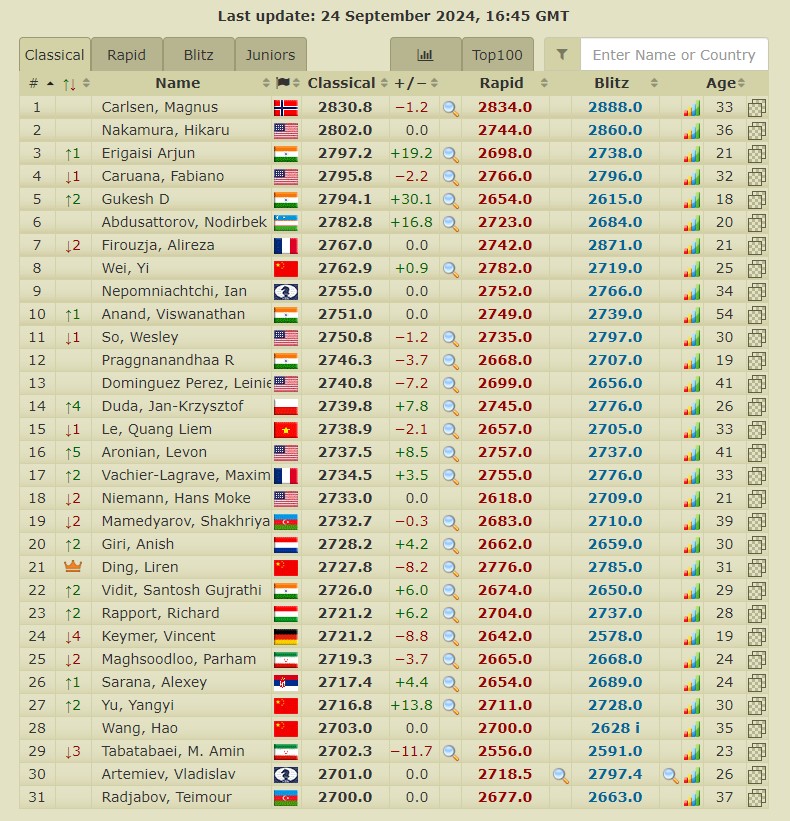 Last update: 24 September 2024, 16:45 GMT
Classical Rapid Blitz Juniors Top100 Enter Name or Country
# ↑↓ Name Classical +/− Rapid Blitz Age
1 Carlsen, Magnus 2830.8 −1.2 2834.0 2888.0 33
2 Nakamura, Hikaru 2802.0 0.0 2744.0 2860.0 36
3 ↑1 Erigaisi Arjun 2797.2 +19.2 2698.0 2738.0 21
4 ↓1 Caruana, Fabiano 2795.8 −2.2 2766.0 2796.0 32
5 ↑2 Gukesh D 2794.1 +30.1 2654.0 2615.0 18
6 Abdusattorov, Nodirbek 2782.8 +16.8 2723.0 2684.0 20
7 ↓2 Firouzja, Alireza 2767.0 0.0 2742.0 2871.0 21
8 Wei, Yi 2762.9 +0.9 2782.0 2719.0 25
9 Nepomniachtchi, Ian 2755.0 0.0 2752.0 2766.0 34
10 ↑1 Anand, Viswanathan 2751.0 0.0 2749.0 2739.0 54
11 ↓1 So, Wesley 2750.8 −1.2 2735.0 2797.0 30
12 Praggnanandhaa R 2746.3 −3.7 2668.0 2707.0 19
13 Dominguez Perez, Leinie 2740.8 −7.2 2699.0 2656.0 41
14 ↑4 Duda, Jan-Krzysztof 2739.8 +7.8 2745.0 2776.0 26
15 ↓1 Le, Quang Liem 2738.9 −2.1 2657.0 2705.0 33
16 ↑5 Aronian, Levon 2737.5 +8.5 2757.0 2737.0 41
17 ↑2 Vachier-Lagrave, Maxim 2734.5 +3.5 2755.0 2776.0 33
18 ↓2 Niemann, Hans Moke 2733.0 0.0 2618.0 2709.0 21
19 ↓2 Mamedyarov, Shakhriya 2732.7 −0.3 2683.0 2710.0 39
20 ↑2 Giri, Anish 2728.2 +4.2 2662.0 2659.0 30
21 Ding, Liren 2727.8 −8.2 2776.0 2785.0 31
22 ↑2 Vidit, Santosh Gujrathi 2726.0 +6.0 2674.0 2650.0 29
23 ↑2 Rapport, Richard 2721.2 +6.2 2704.0 2737.0 28
24 ↓4 Keymer, Vincent 2721.2 −8.8 2642.0 2578.0 19
25 ↓2 Maghsoodloo, Parham 2719.3 −3.7 2665.0 2668.0 24
26 ↑1 Sarana, Alexey 2717.4 +4.4 2654.0 2689.0 24
27 ↑2 Yu, Yangyi 2716.8 +13.8 2711.0 2728.0 30
28 Wang, Hao 2703.0 0.0 2700.0 2628 i 35
29 ↓3 Tabatabaei, M. Amin 2702.3 −11.7 2556.0 2591.0 23
30 Artemiev, Vladislav 2701.0 0.0 2718.5 2797.4 26
31 Radjabov, Teimour 2700.0 0.0 2677.0 2663.0 37